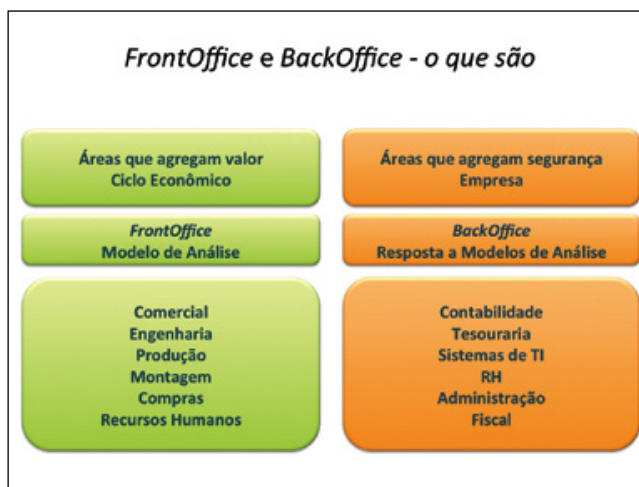 FrontOffice e BackOffice - o que são
Áreas que agregam valor
Ciclo Econômico
FrontOffice
Modelo de Análise
Comercial
Engenharia
Produção
Montagem
Compras
Recursos Humanos
Áreas que agregam segurança
Empresa
BackOffice
Resposta a Modelos de Análise
Contabilidade
Tesouraria
Sistemas de TI
RH
Administração
Fiscal